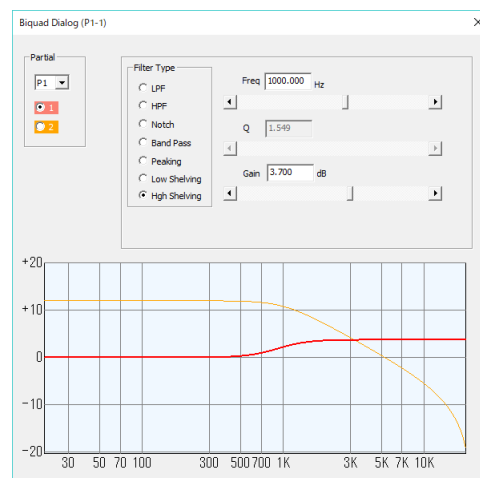 Biquad Dialog (P1-1)
Partial
P1
1
2
Filter Type
LPF
HPF
Notch
Band Pass
Peaking
Low Shelving
Hgh Shelving
Freq 1000.000 Hz
Q 1.549
Gain 3.700 dB
+20
+10
0
-10
-20
30 50 70 100 300 500 700 1K 3K 5K 7K 10K